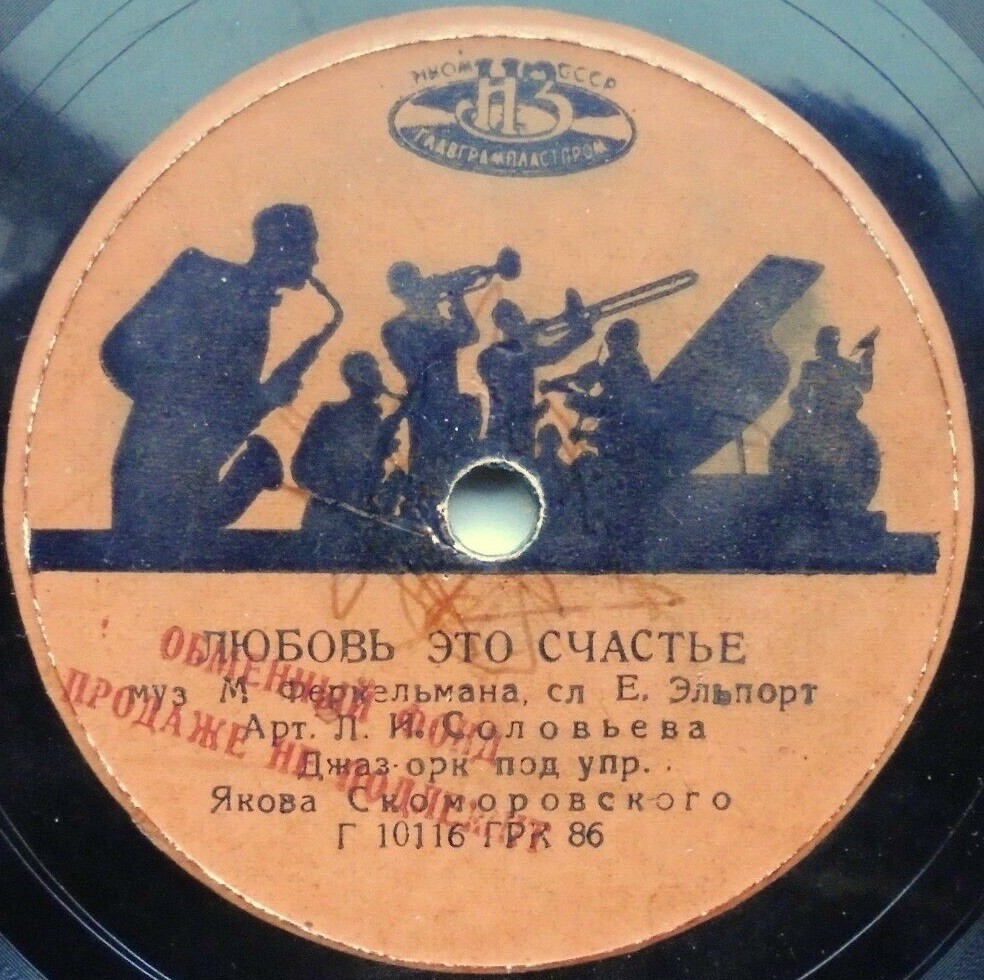 НКОМ СССР
НЗ
ГЛАВГРАМПЛАСТПРОМ
ЛЮБОВЬ ЭТО СЧАСТЬЕ
муз М Феркельмана, сл Е. Эльпорт
Арт. Л. И. Соловьева
Джаз-орк под упр.
Якова Скоморовского
Г 10116 ГРК 86
ОБМЕННЫЙ ФОНД
ПРОДАЖЕ НЕ ПОДЛЕЖИТ